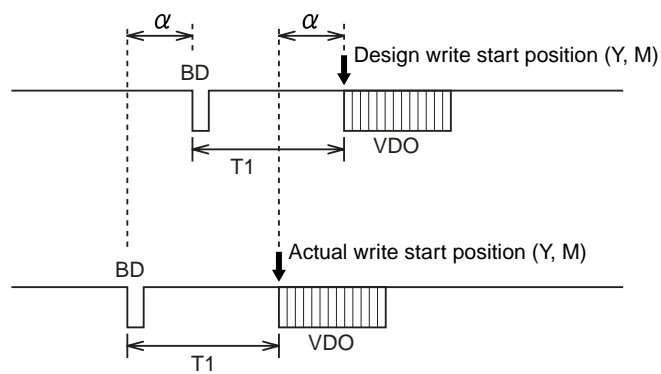 α α
Design write start position (Y, M)
BD
VDO
T1
Actual write start position (Y, M)
BD
VDO
T1